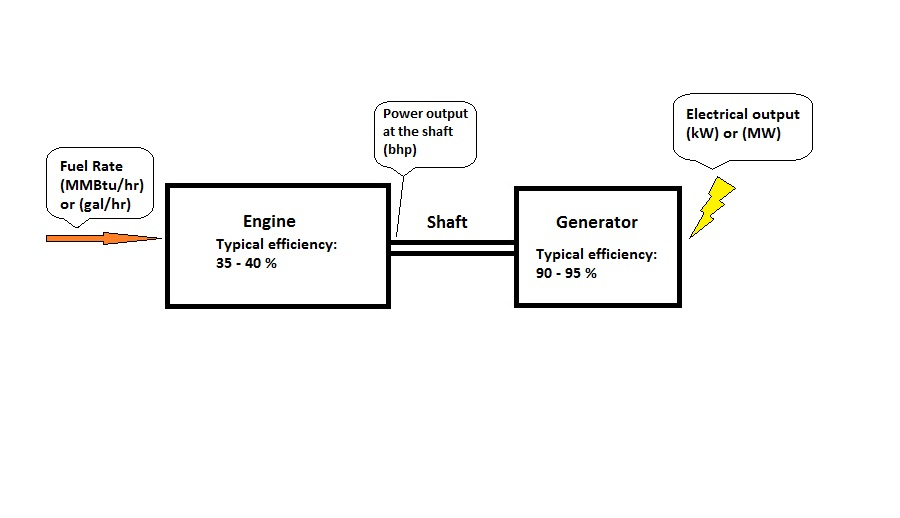 Fuel Rate
(MMBtu/hr)
or (gal/hr)
Engine
Typical efficiency:
35 - 40 %
Power output
at the shaft
(bhp)
Shaft
Generator
Typical efficiency:
90 - 95 %
Electrical output
(kW) or (MW)